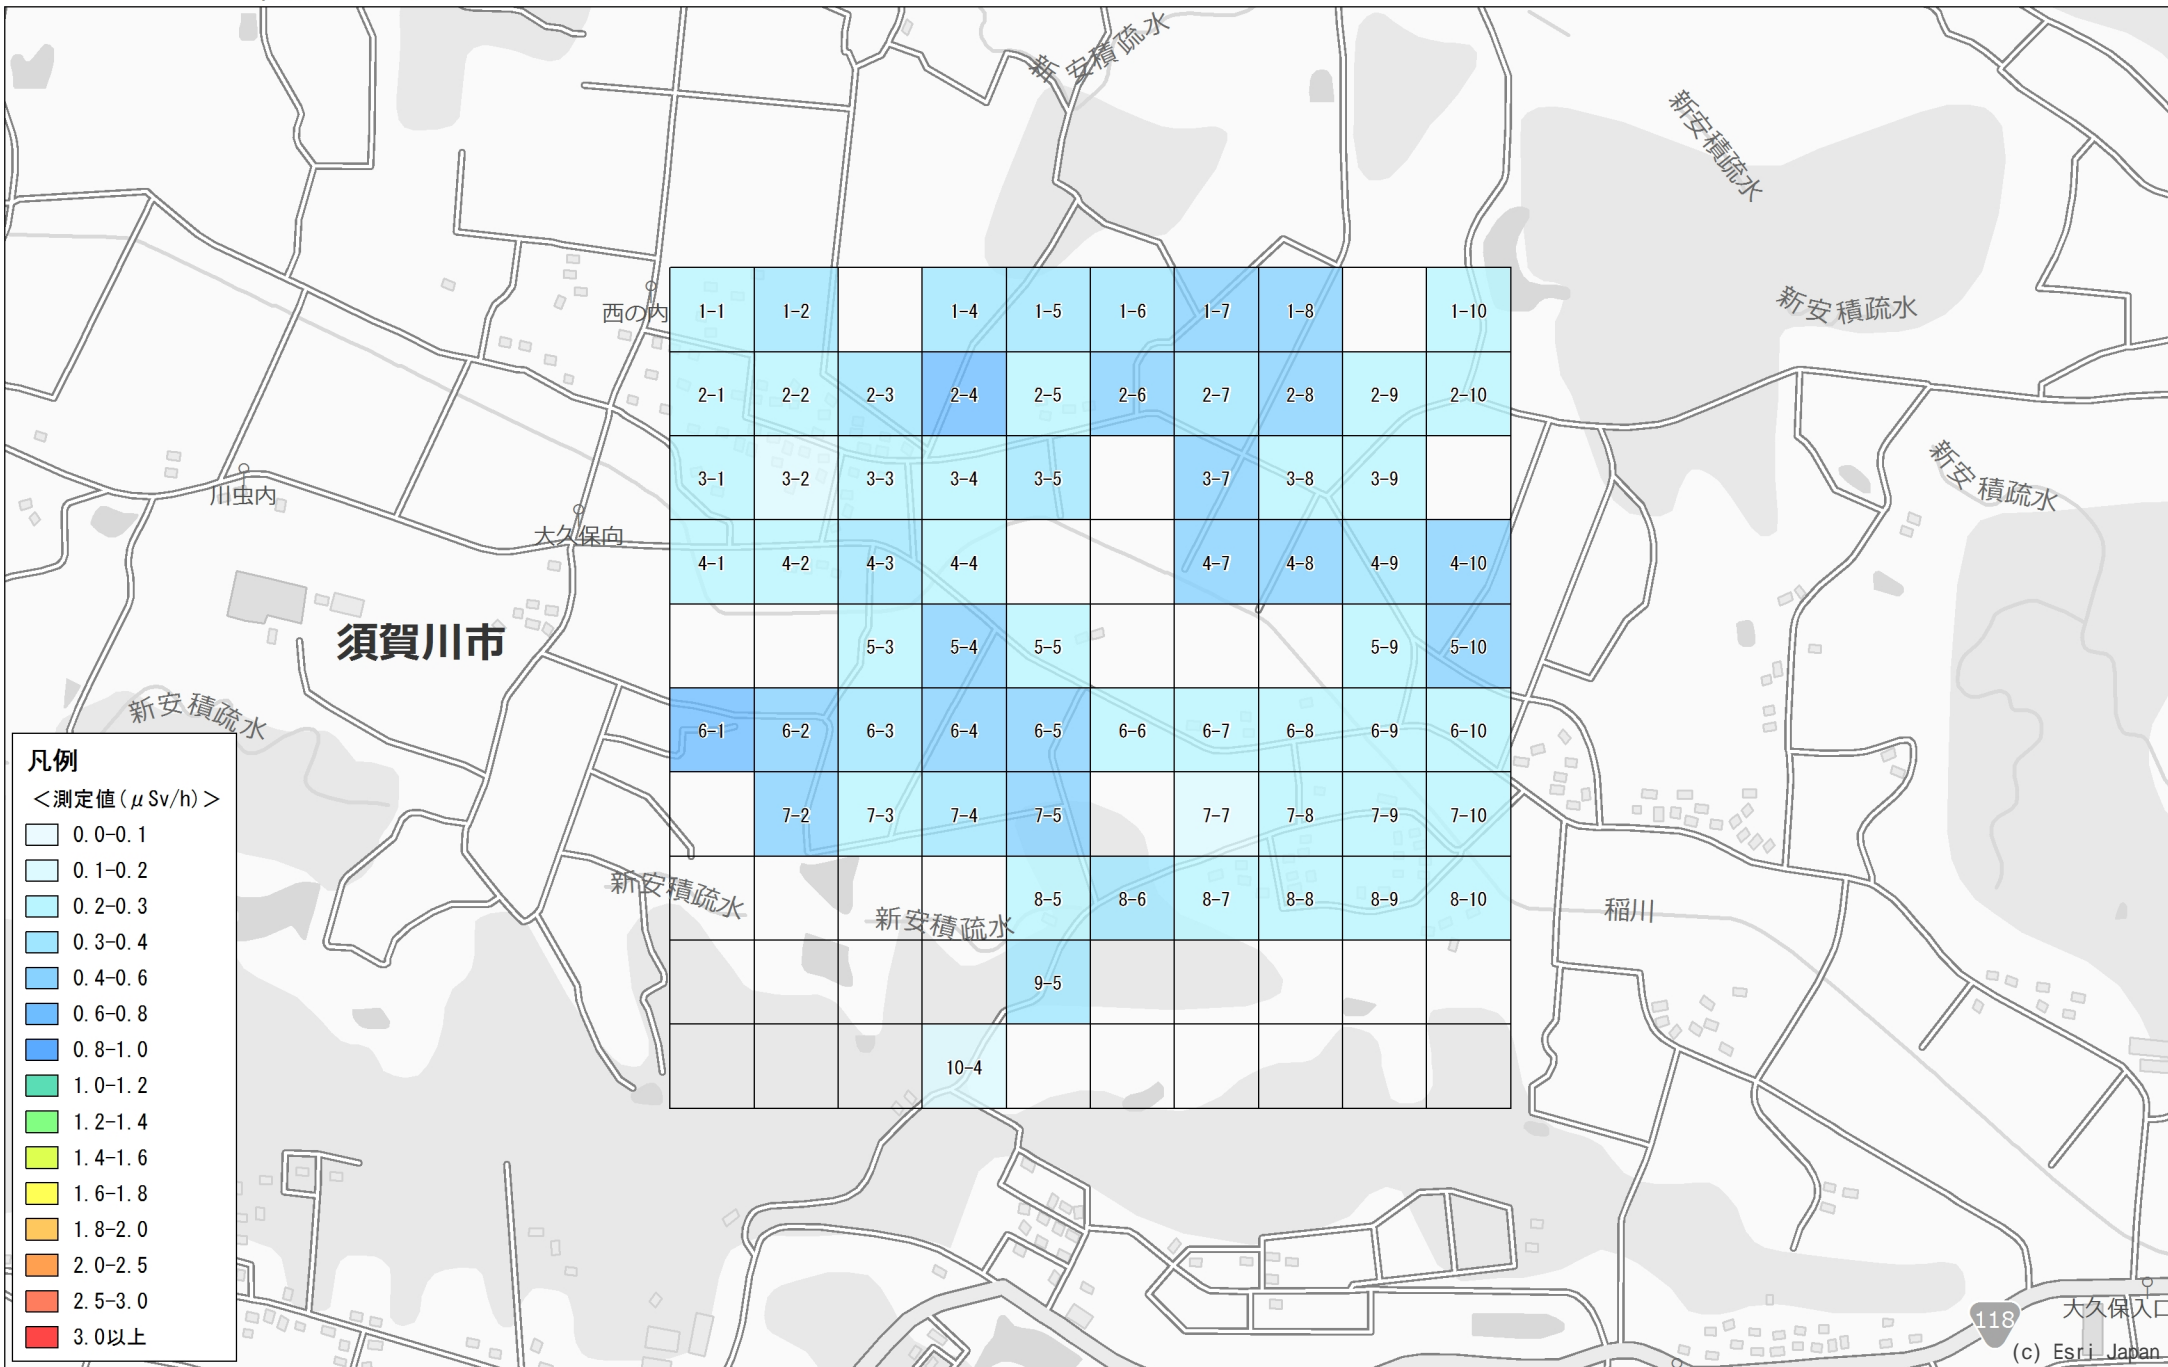 新安積疏水
新安積疏水
新安積疏水
西の内
1-1 1-2 1-4 1-5 1-6 1-7 1-8 1-10
2-1 2-2 2-3 2-4 2-5 2-6 2-7 2-8 2-9 2-10
新安積疏水
川虫内
3-1 3-2 3-3 3-4 3-5 3-7 3-8 3-9
大久保向
4-1 4-2 4-3 4-4 4-7 4-8 4-9 4-10
須賀川市
5-3 5-4 5-5 5-9 5-10
新安積疏水
6-1 6-2 6-3 6-4 6-5 6-6 6-7 6-8 6-9 6-10
7-2 7-3 7-4 7-5 7-7 7-8 7-9 7-10
新安積疏水
新安積疏水
8-5 8-6 8-7 8-8 8-9 8-10
稲川
9-5
10-4
凡例
＜測定値(μSv/h)＞
0.0-0.1
0.1-0.2
0.2-0.3
0.3-0.4
0.4-0.6
0.6-0.8
0.8-1.0
1.0-1.2
1.2-1.4
1.4-1.6
1.6-1.8
1.8-2.0
2.0-2.5
2.5-3.0
3.0以上
大久保入口
118
(c) Esri Japan